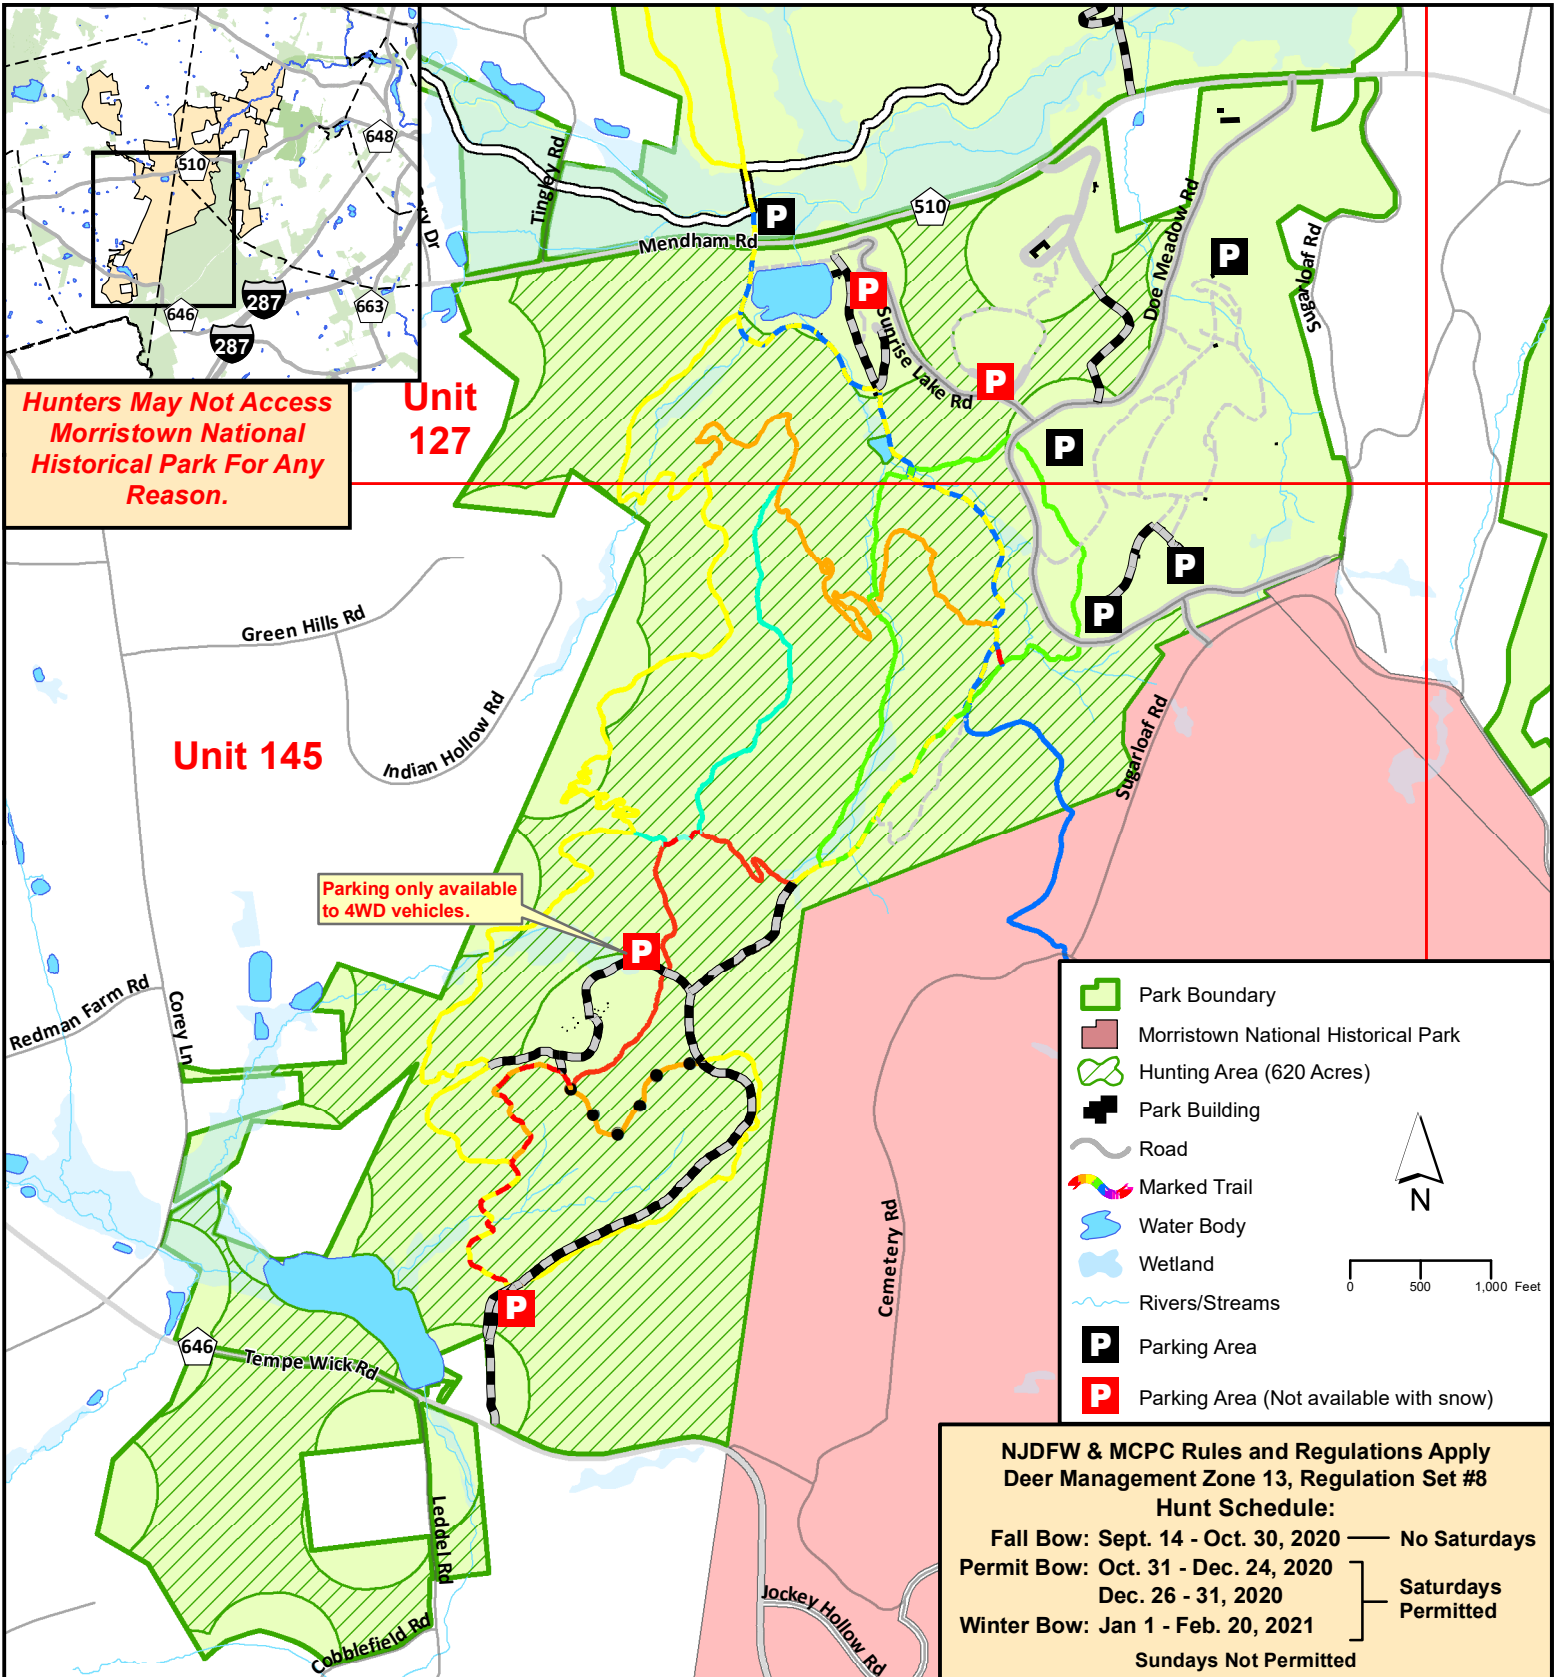 648
510
646
663
287
287
Hunters May Not Access
Morristown National
Historical Park For Any
Reason.
Unit
127
Tingley Rd
Mendham Rd
P
510
P
Sunrise Lake Rd
P
Doe Meadow Rd
P
Sugarloaf Rd
P
P
P
Green Hills Rd
Indian Hollow Rd
Unit 145
Sugarloaf Rd
Parking only available
to 4WD vehicles.
P
Redman Farm Rd
Corey Ln
Cemetery Rd
P
646
Tempe Wick Rd
Leddel Rd
Cobblefield Rd
Jockey Hollow Rd
Park Boundary
Morristown National Historical Park
Hunting Area (620 Acres)
Park Building
Road
Marked Trail
Water Body
Wetland
Rivers/Streams
P Parking Area
P Parking Area (Not available with snow)
N
0 500 1,000 Feet
NJDFW & MCPC Rules and Regulations Apply
Deer Management Zone 13, Regulation Set #8
Hunt Schedule:
Fall Bow: Sept. 14 - Oct. 30, 2020 No Saturdays
Permit Bow: Oct. 31 - Dec. 24, 2020
Dec. 26 - 31, 2020
Saturdays
Permitted
Winter Bow: Jan 1 - Feb. 20, 2021
Sundays Not Permitted